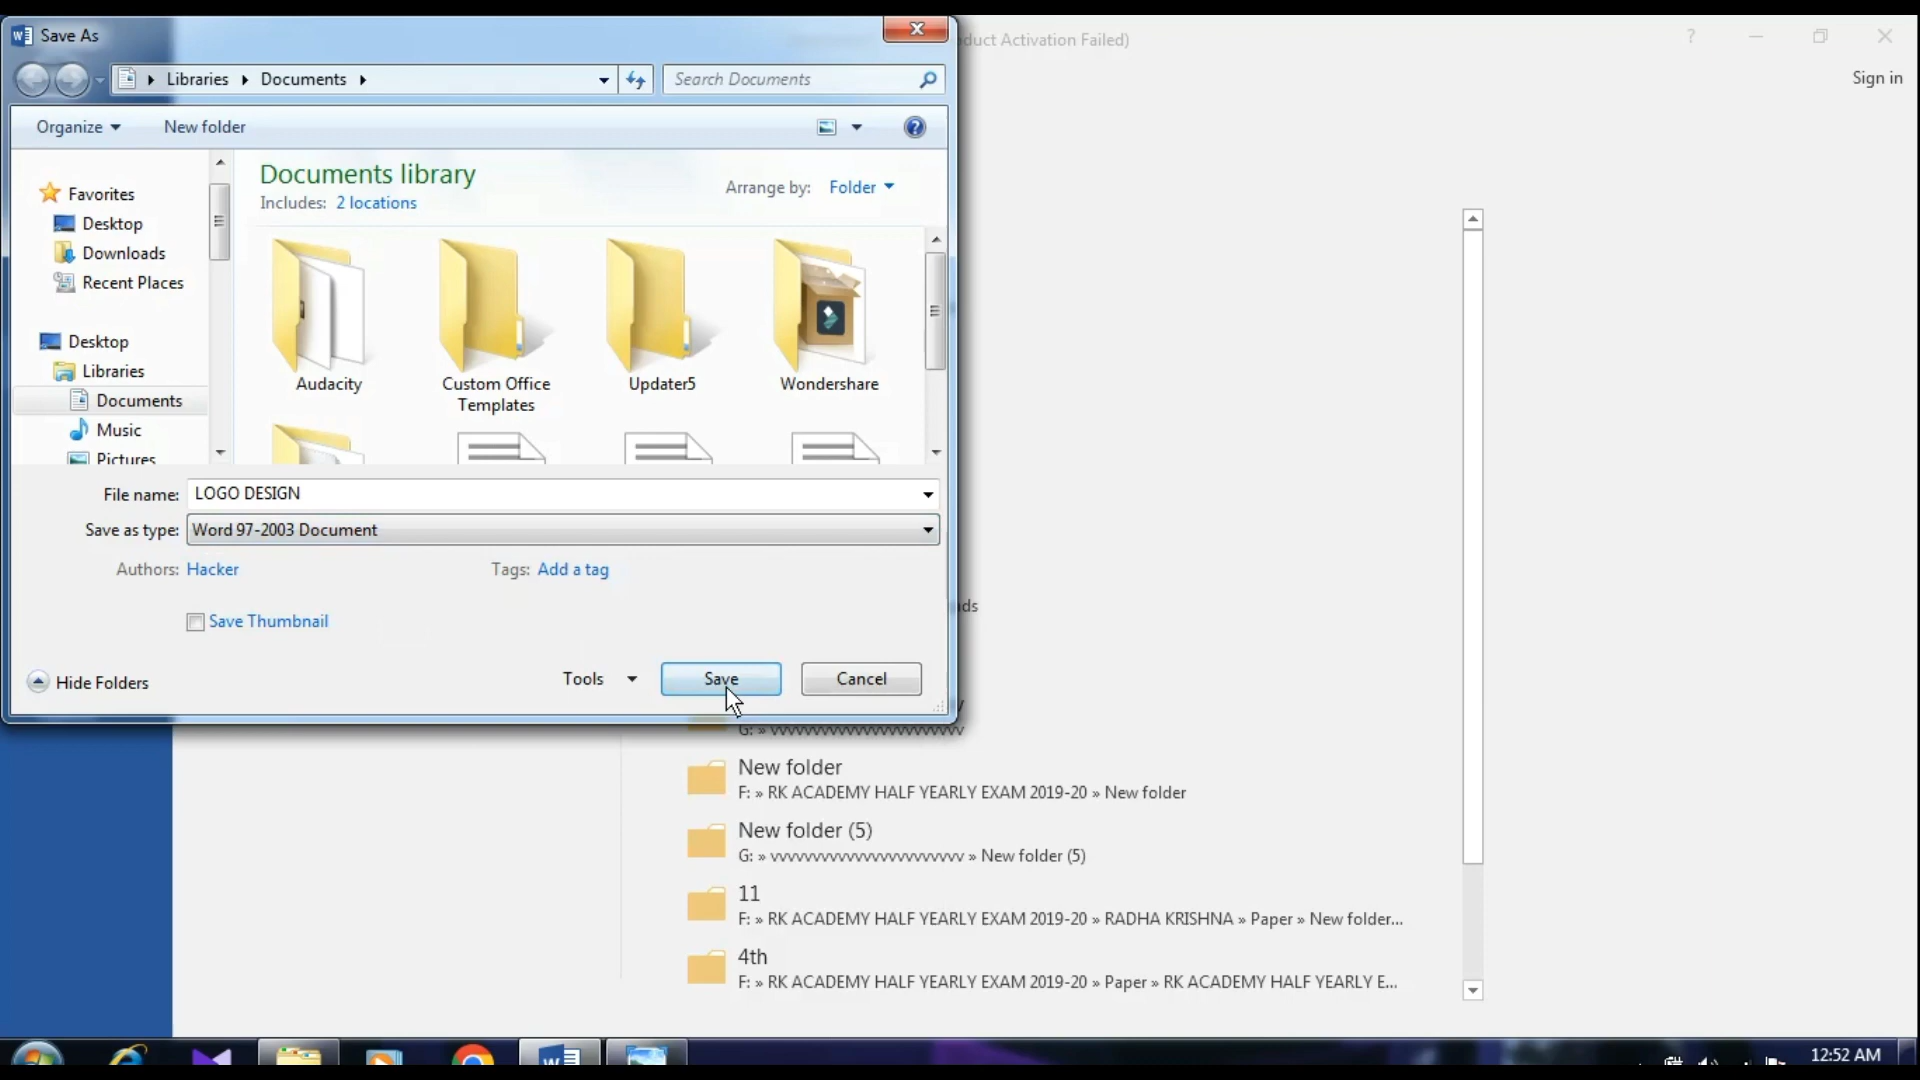 Save As
duct Activation Failed)
Sign in
Libraries Documents
Search Documents
Organize New folder
Documents library
Includes: 2 locations
Arrange by: Folder
Favorites
Desktop
Downloads
Recent Places
Desktop
Libraries
Documents
Music
Pictures
Audacity
Custom Office
Templates
Updater5
Wondershare
File name: LOGO DESIGN
Save as type: Word 97-2003 Document
Authors: Hacker
Tags: Add a tag
Save Thumbnail
Hide Folders
Tools Save Cancel
New folder
F: » RK ACADEMY HALF YEARLY EXAM 2019-20 » New folder
New folder (5)
G: » vvvvvvvvvvvvvvvvvvvvvvv » New folder (5)
11
F: » RK ACADEMY HALF YEARLY EXAM 2019-20 » RADHA KRISHNA » Paper » New folder...
4th
F: » RK ACADEMY HALF YEARLY EXAM 2019-20 » Paper » RK ACADEMY HALF YEARLY E...
12:52 AM